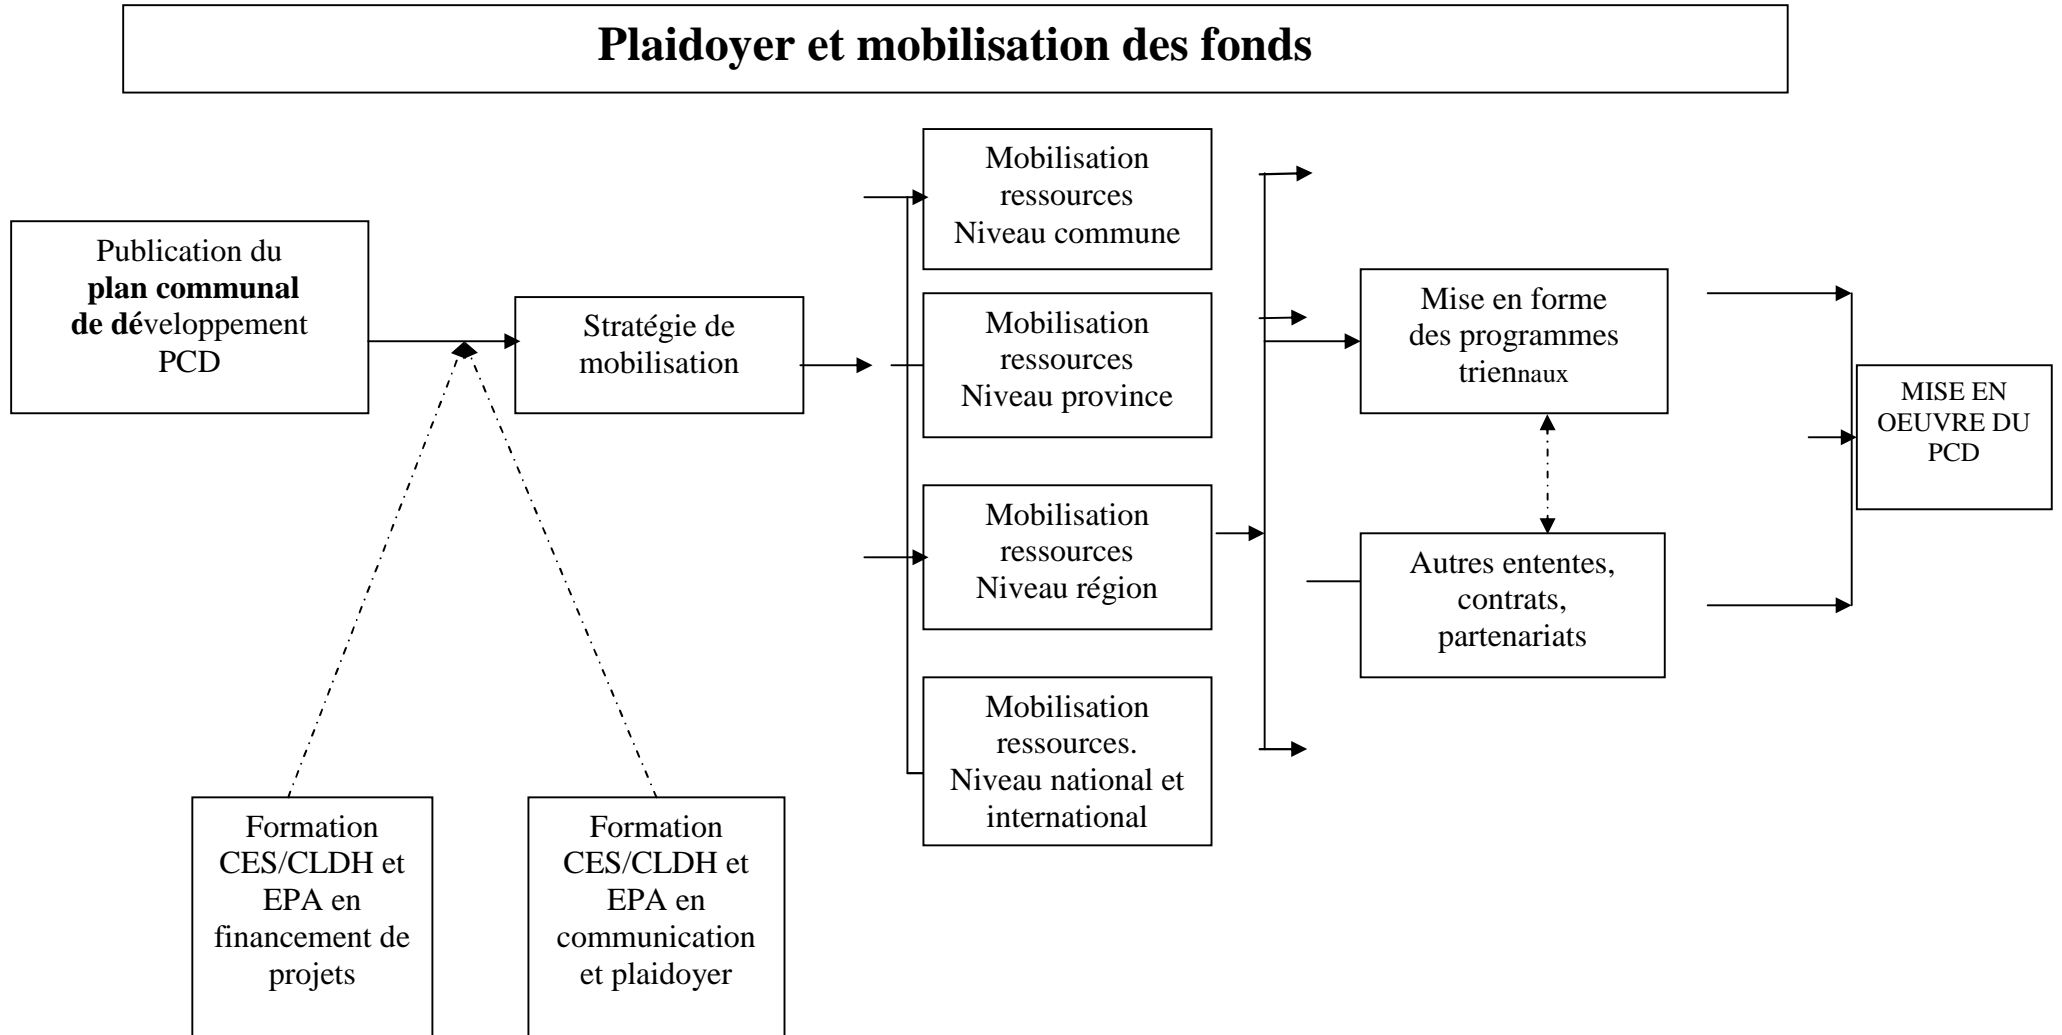 Plaidoyer et mobilisation des fonds
Publication du
plan communal
de développement
PCD
Stratégie de
mobilisation
Mobilisation
ressources
Niveau commune
Mobilisation
ressources
Niveau province
Mobilisation
ressources
Niveau région
Mobilisation
ressources.
Niveau national et
international
Mise en forme
des programmes
triennaux
Autres ententes,
contrats,
partenariats
MISE EN
OEUVRE DU
PCD
Formation
CES/CLDH et
EPA en
financement de
projets
Formation
CES/CLDH et
EPA en
communication
et plaidoyer